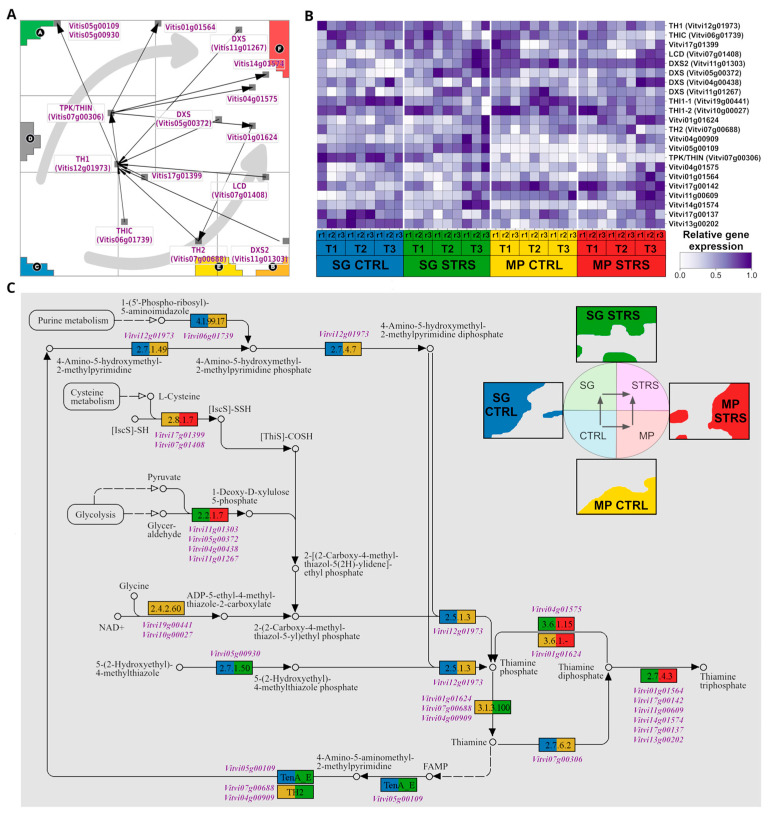 A
Vitis05g00109
Vitis05g00930
Vitis01g01564
DXS
(Vitis11g01267)
A
F
Vitis14g01574
Vitis04g01575
TPK/THIN
(Vitis07g00306)
DXS
(Vitis05g00372)
Vitis01g01624
D
TH1
(Vitis12g01973)
Vitis17g01399
LCD
(Vitis07g01408)
THIC
(Vitis06g01739)
TH2
(Vitis07g00688)
DXS2
(Vitis11g01303)
C
E
B
B
TH1 (Vitvi12g01973)
THIC (Vitvi06g01739)
Vitvi17g01399
LCD (Vitvi07g01408)
DXS2 (Vitvi11g01303)
DXS (Vitvi05g00372)
DXS (Vitvi04g00438)
DXS (Vitvi11g01267)
THI1-1 (Vitvi19g00441)
THI1-2 (Vitvi10g00027)
Vitvi01g01624
TH2 (Vitvi07g00688)
Vitvi04g00909
Vitvi05g00109
TPK/THIN (Vitvi07g00306)
Vitvi04g01575
Vitvi01g01564
Vitvi17g00142
Vitvi11g00609
Vitvi14g01574
Vitvi17g00137
Vitvi13g00202
r1 r2 r3 r1 r2 r3 r1 r2 r3 r1 r2 r3 r1 r2 r3 r1 r2 r3 r1 r2 r3 r1 r2 r3 r1 r2 r3 r1 r2 r3 r1 r2 r3 r1 r2 r3
T1 T2 T3 T1 T2 T3 T1 T2 T3 T1 T2 T3
SG CTRL SG STRS MP CTRL MP STRS
Relative gene
expression
0.0 0.5 1.0
C
Purine metabolism
1-(5'-Phospho-ribosyl)-
5-aminoimidazole
4.1.99.17
Vitvi06g01739
Vitvi12g01973
2.7.1.49
4-Amino-5-hydroxymethyl-
2-methylpyrimidine
4-Amino-5-hydroxymethyl-
2-methylpyrimidine phosphate
Vitvi12g01973
2.7.4.7
4-Amino-5-hydroxymethyl-
2-methylpyrimidine diphosphate
Cysteine
metabolism
L-Cysteine
[IscS]-SH
2.8.1.7
[IscS]-SSH
Vitvi17g01399
Vitvi07g01408
[ThiS]-COSH
Glycolysis
Pyruvate
Glycer-
aldehyde
2.2.1.7
1-Deoxy-D-xylulose
5-phosphate
Vitvi11g01303
Vitvi05g00372
Vitvi04g00438
Vitvi11g01267
2-[(2-Carboxy-4-methyl-
thiazol-5(2H)-ylidene]-
ethyl phosphate
Glycine
NAD+
2.4.2.60
Vitvi19g00441
Vitvi10g00027
ADP-5-ethyl-4-methyl-
thiazole-2-carboxylate
2-(2-Carboxy-4-methyl-
thiazol-5-yl)ethyl phosphate
2.5.1.3
Vitvi12g01973
5-(2-Hydroxyethyl)-
4-methylthiazole
Vitvi05g00930
2.7.1.50
5-(2-Hydroxyethyl)-
4-methylthiazole phosphate
2.5.1.3
Vitvi12g01973
Thiamine
phosphate
Vitvi04g01575
3.6.1.15
3.6.1.-
Vitvi01g01624
Thiamine
diphosphate
2.7.4.3
Thiamine
triphosphate
Vitvi01g01564
Vitvi17g00142
Vitvi11g00609
Vitvi14g01574
Vitvi17g00137
Vitvi13g00202
Vitvi01g01624
Vitvi07g00688
Vitvi04g00909
3.1.3.100
Thiamine
2.7.6.2
Vitvi07g00306
FAMP
TenA_E
Vitvi05g00109
4-Amino-5-aminomethyl-
2-methylpyrimidine
Vitvi05g00109
TenA_E
Vitvi07g00688
Vitvi04g00909
TH2
SG STRS
SG
CTRL
MP
STRS
MP CTRL
SG
STRS
CTRL
MP